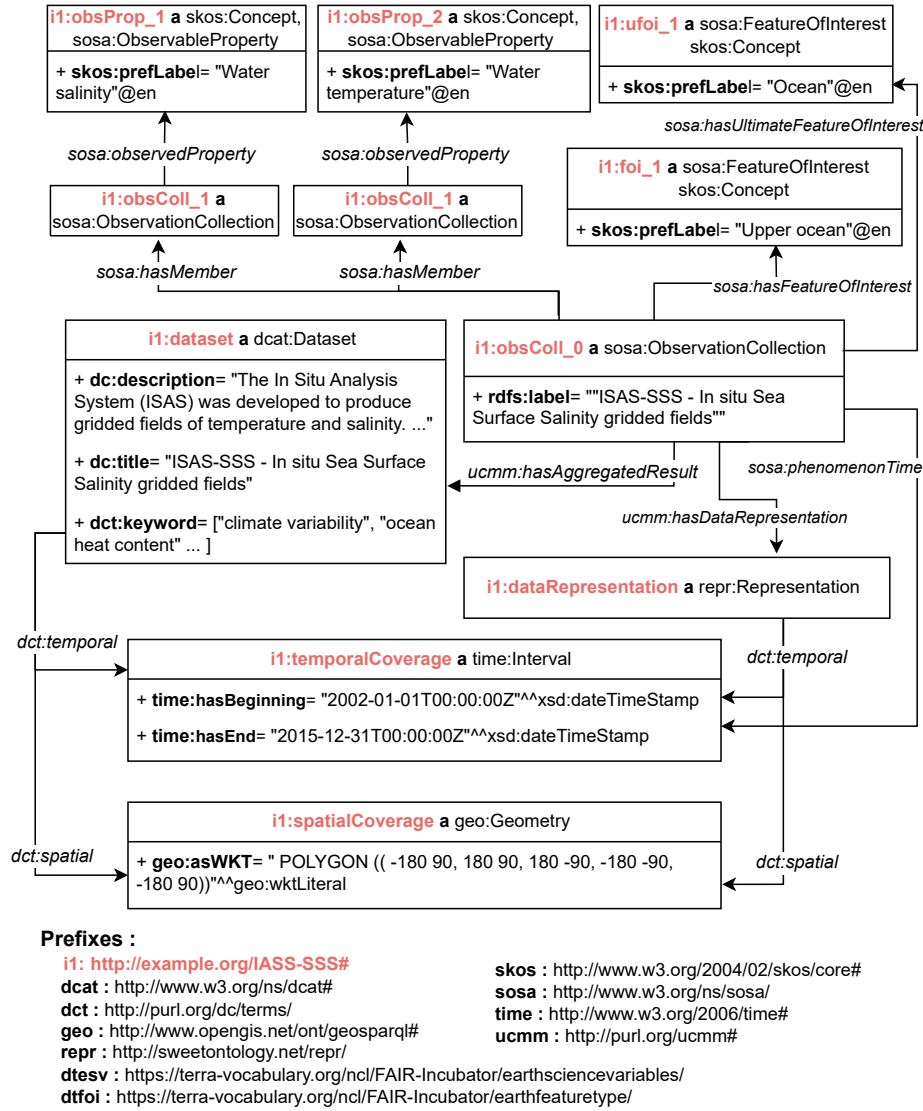 i1:obsProp_1 a skos:Concept,
sosa:ObservableProperty
+ skos:prefLabel= "Water
salinity"@en
i1:obsProp_2 a skos:Concept,
sosa:ObservableProperty
+ skos:prefLabel= "Water
temperature"@en
i1:ufoi_1 a sosa:FeatureOfInterest
skos:Concept
+ skos:prefLabel= "Ocean"@en
sosa:hasUltimateFeatureOfInterest
sosa:observedProperty
sosa:observedProperty
i1:foi_1 a sosa:FeatureOfInterest
skos:Concept
+ skos:prefLabel= "Upper ocean"@en
i1:obsColl_1 a
sosa:ObservationCollection
i1:obsColl_1 a
sosa:ObservationCollection
sosa:hasMember
sosa:hasMember
sosa:hasFeatureOfInterest
i1:dataset a dcat:Dataset
+ dc:description= "The In Situ Analysis
System (ISAS) was developed to produce
gridded fields of temperature and salinity. ..."
+ dc:title= "ISAS-SSS - In situ Sea Surface
Salinity gridded fields"
+ dct:keyword= ["climate variability", "ocean
heat content" ... ]
i1:obsColl_0 a sosa:ObservationCollection
+ rdfs:label= ""ISAS-SSS - In situ Sea
Surface Salinity gridded fields""
ucmm:hasAggregatedResult
sosa:phenomenonTime
ucmm:hasDataRepresentation
i1:dataRepresentation a repr:Representation
dct:temporal
dct:temporal
i1:temporalCoverage a time:Interval
+ time:hasBeginning= "2002-01-01T00:00:00Z"^^xsd:dateTimeStamp
+ time:hasEnd= "2015-12-31T00:00:00Z"^^xsd:dateTimeStamp
i1:spatialCoverage a geo:Geometry
+ geo:asWKT= " POLYGON (( -180 90, 180 90, 180 -90, -180 -90,
-180 90))"^^geo:wktLiteral
dct:spatial
dct:spatial
Prefixes :
i1: http://example.org/IASS-SSS#
dcat : http://www.w3.org/ns/dcat#
dct : http://purl.org/dc/terms/
geo : http://www.opengis.net/ont/geosparql#
repr : http://sweetontology.net/repr/
dtesv : https://terra-vocabulary.org/ncl/FAIR-Incubator/earthsciencevariables/
dtfoi : https://terra-vocabulary.org/ncl/FAIR-Incubator/earthfeaturetype/
skos : http://www.w3.org/2004/02/skos/core#
sosa : http://www.w3.org/ns/sosa/
time : http://www.w3.org/2006/time#
ucmm : http://purl.org/ucmm#